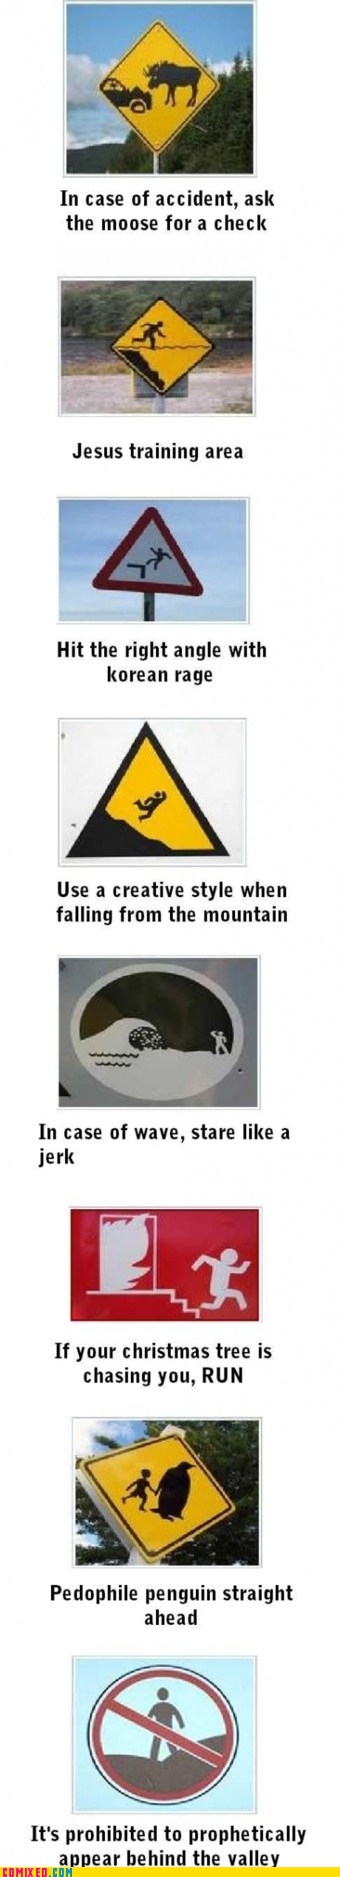 In case of accident, ask
the moose for a check
Jesus training area
Hit the right angle with
korean rage
Use a creative style when
falling from the mountain
In case of wave, stare like a
jerk
If your christmas tree is
chasing you, RUN
Pedophile penguin straight
ahead
It's prohibited to prophetically
appear behind the valley
COMIXED.COM